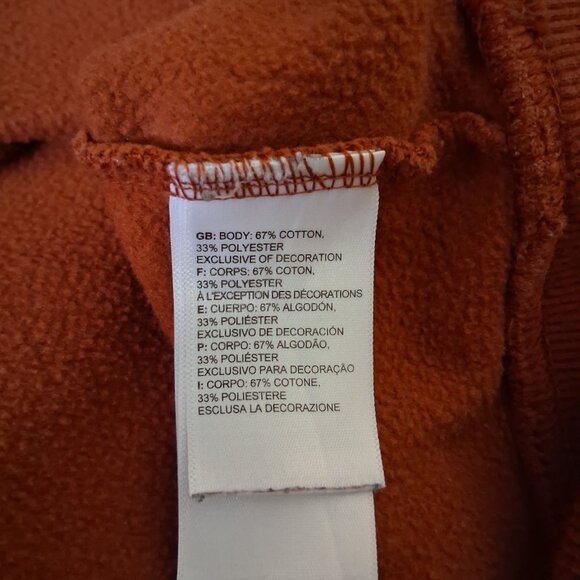 GB: BODY: 67% COTTON,
33% POLYESTER
EXCLUSIVE OF DECORATION
F: CORPS: 67% COTON,
33% POLYESTER
À L'EXCEPTION DES DÉCORATIONS
E: CUERPO: 67% ALGODÓN,
33% POLIÉSTER
EXCLUSIVO DE DECORACIÓN
P: CORPO: 67% ALGODÃO,
33% POLIÉSTER
EXCLUSIVO PARA DECORAÇÃO
I: CORPO: 67% COTONE,
33% POLIESTERE
ESCLUSA LA DECORAZIONE